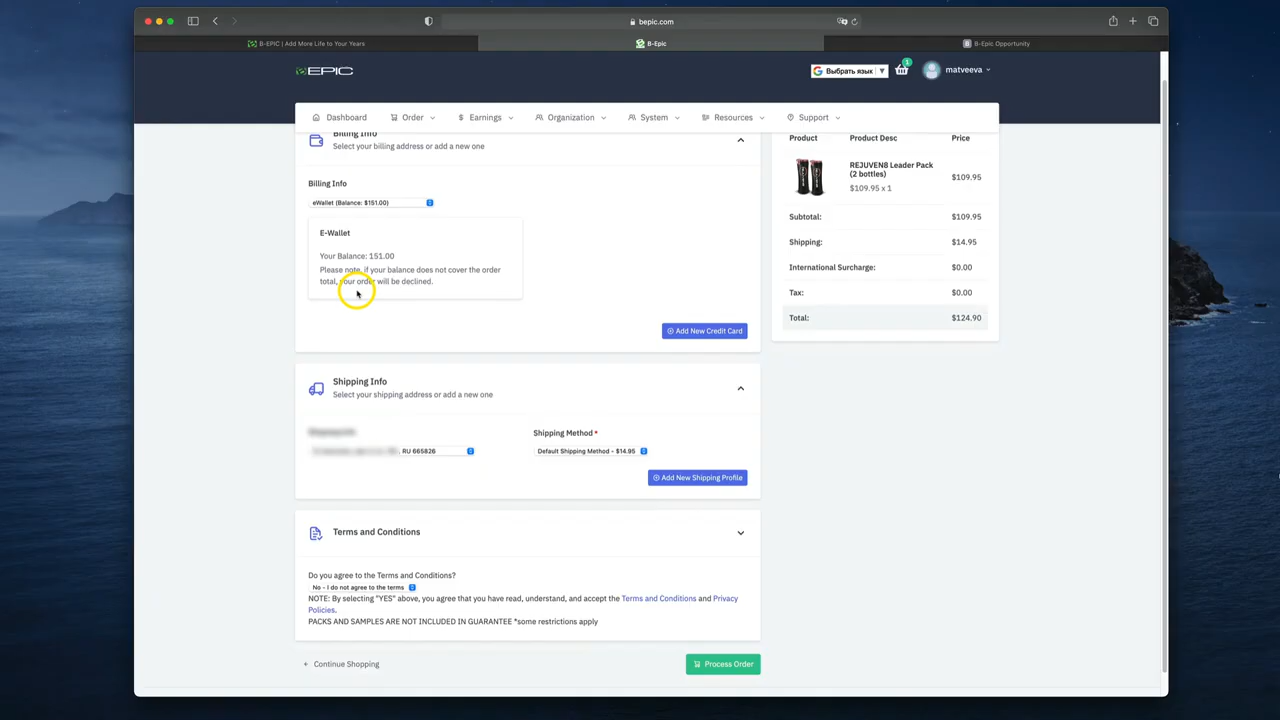 bepic.com
B-EPIC | Add More Life to Your Years
B-Epic
B B-Epic Opportunity
EPIC
G Выбрать язык ▼
1
matveeva
Dashboard
Order
$ Earnings
Organization
System
Resources
Support
Billing Info
Select your billing address or add a new one
Billing Info
eWallet (Balance: $151.00)
E-Wallet
Your Balance: 151.00
Please note, if your balance does not cover the order
total, your order will be declined.
Add New Credit Card
Product
Product Desc
Price
REJUVEN8 Leader Pack
(2 bottles)
$109.95 x 1
$109.95
Subtotal:
$109.95
Shipping:
$14.95
International Surcharge:
$0.00
Tax:
$0.00
Total:
$124.90
Shipping Info
Select your shipping address or add a new one
RU 665826
Shipping Method *
Default Shipping Method - $14.95
Add New Shipping Profile
Terms and Conditions
Do you agree to the Terms and Conditions?
No - I do not agree to the terms
NOTE: By selecting "YES" above, you agree that you have read, understand, and accept the Terms and Conditions and Privacy
Policies.
PACKS AND SAMPLES ARE NOT INCLUDED IN GUARANTEE *some restrictions apply
+ Continue Shopping
Process Order